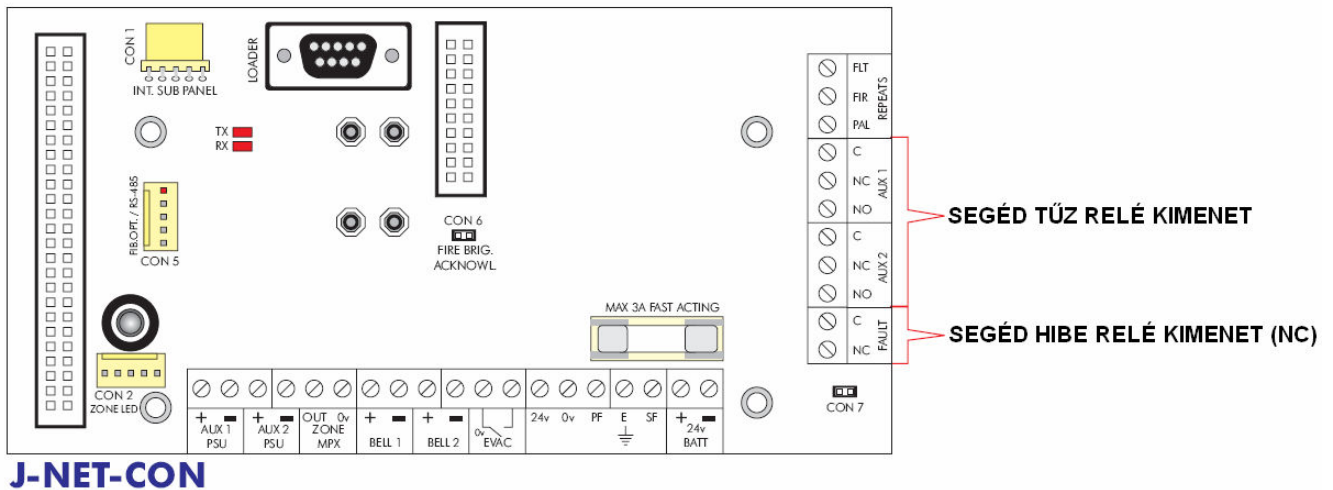 CON 1
INT. SUB PANEL
LOADER
TX
RX
FIB.OPT. / RS-485
CON 5
CON 6
FIRE BRIG.
ACKNOWL.
MAX 3A FAST ACTING
CON 2
ZONE LED
FLT
FIR
PAL
REPEATS
C
NC
NO
AUX 1
C
NC
NO
AUX 2
C
NC
FAULT
SEGÉD TŰZ RELÉ KIMENET
SEGÉD HIBE RELÉ KIMENET (NC)
CON 7
+ -
AUX 1
PSU
+ -
AUX 2
PSU
OUT 0v
ZONE
MPX
+ -
BELL 1
+ -
BELL 2
0v
EVAC
24v 0v PF E SF
+ -
24v
BATT
J-NET-CON